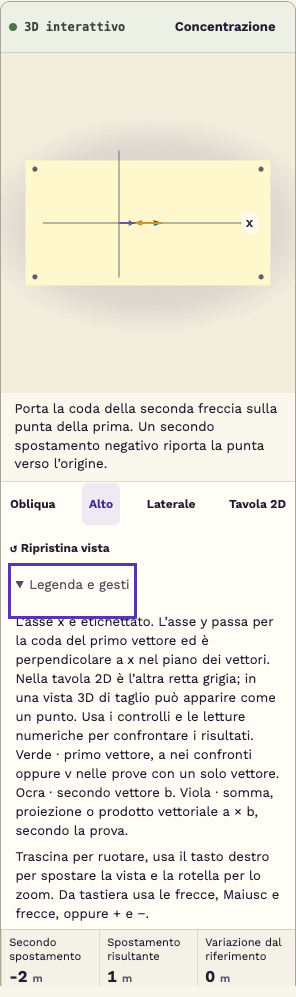 3D interattivo
Concentrazione
x
Porta la coda della seconda freccia sulla
punta della prima. Un secondo
spostamento negativo riporta la punta
verso l’origine.
Obliqua Alto Laterale Tavola 2D
↺ Ripristina vista
▼ Legenda e gesti
L’asse x è etichettato. L’asse y passa per
la coda del primo vettore ed è
perpendicolare a x nel piano dei vettori.
Nella tavola 2D è l’altra retta grigia; in
una vista 3D di taglio può apparire come
un punto. Usa i controlli e le letture
numeriche per confrontare i risultati.
Verde · primo vettore, a nei confronti
oppure v nelle prove con un solo vettore.
Ocra · secondo vettore b. Viola · somma,
proiezione o prodotto vettoriale a × b,
secondo la prova.
Trascina per ruotare, usa il tasto destro
per spostare la vista e la rotella per lo
zoom. Da tastiera usa le frecce, Maiusc e
frecce, oppure + e −.
Secondo
spostamento
-2 m
Spostamento
risultante
1 m
Variazione dal
riferimento
0 m